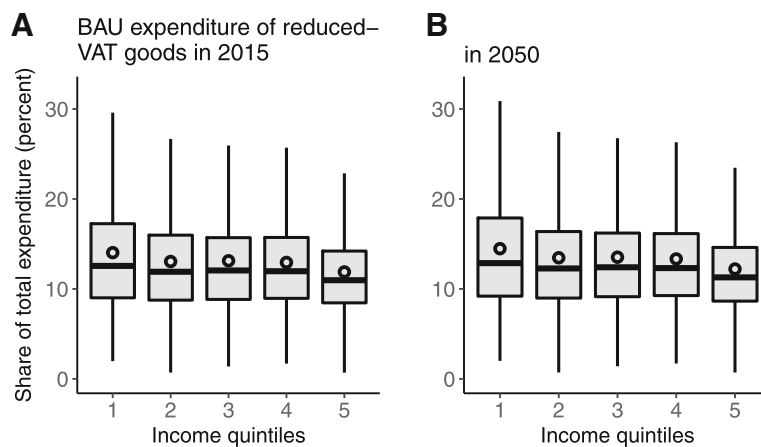 A
BAU expenditure of reduced–
VAT goods in 2015
Share of total expenditure (percent)
30
20
10
0
1 2 3 4 5
Income quintiles
B
in 2050
30
20
10
0
1 2 3 4 5
Income quintiles